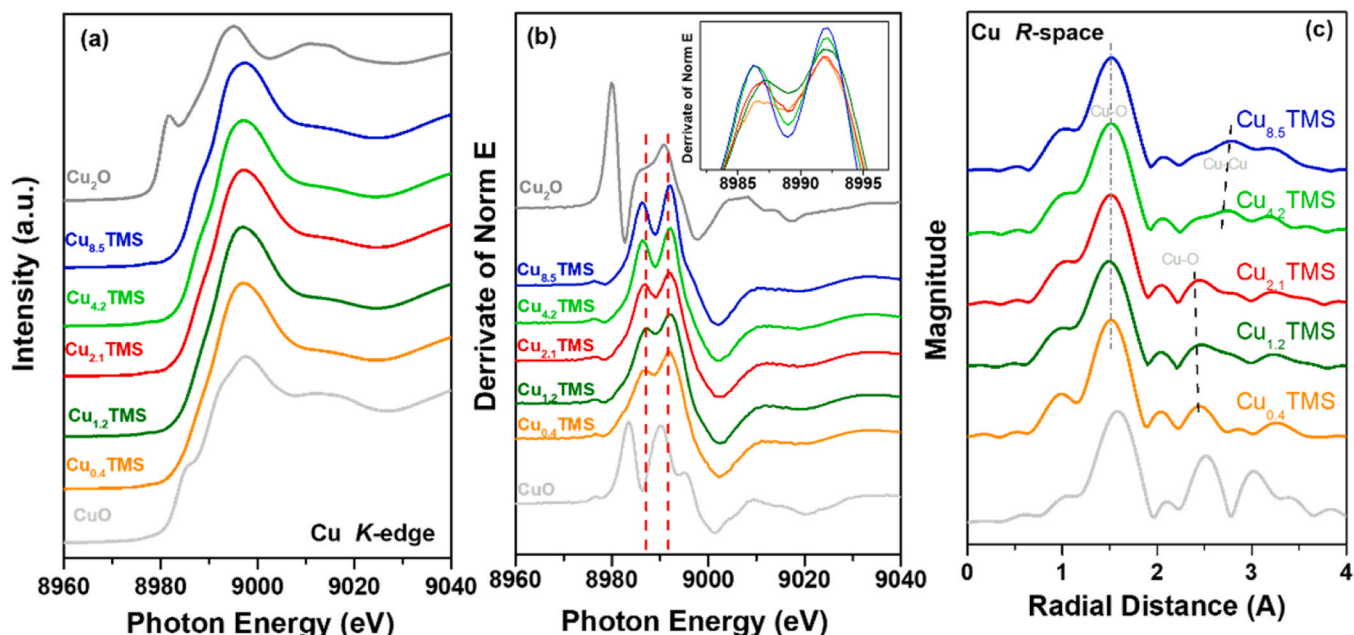 (a)
Intensity (a.u.)
Cu₂O
Cu₈.₅TMS
Cu₄.₂TMS
Cu₂.₁TMS
Cu₁.₂TMS
Cu₀.₄TMS
CuO
Cu K-edge
8960 8980 9000 9020 9040
Photon Energy (eV)
(b)
Derrivate of Norm E
Derrivate of Norm E
8985 8990 8995
Cu₂O
Cu₈.₅TMS
Cu₄.₂TMS
Cu₂.₁TMS
Cu₁.₂TMS
Cu₀.₄TMS
CuO
8960 8980 9000 9020 9040
Photon Energy (eV)
Cu R-space (c)
Magnitude
Cu-O
Cu₈.₅TMS
Cu-Cu
Cu₄.₂TMS
Cu-O
Cu₂.₁TMS
Cu₁.₂TMS
Cu₀.₄TMS
0 1 2 3 4
Radial Distance (A)